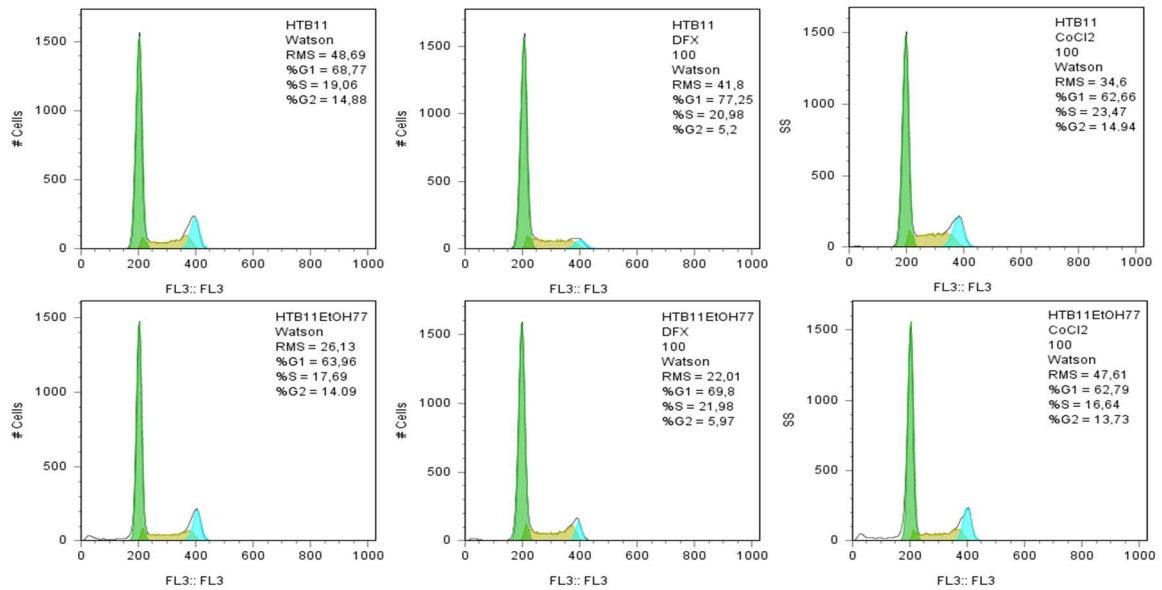 HTB11
Watson
RMS = 48,69
%G1 = 68,77
%S = 19,06
%G2 = 14,88
# Cells
1500
1000
500
0
0 200 400 600 800 1000
FL3:: FL3
HTB11
DFX
100
Watson
RMS = 41,8
%G1 = 77,25
%S = 20,98
%G2 = 5,2
# Cells
1500
1000
500
0
0 200 400 600 800 1000
FL3:: FL3
HTB11
CoCl2
100
Watson
RMS = 34,6
%G1 = 62,66
%S = 23,47
%G2 = 14.94
SS
1500
1000
500
0
0 200 400 600 800 1000
FL3:: FL3
HTB11EtOH77
Watson
RMS = 26,13
%G1 = 63,96
%S = 17,69
%G2 = 14.09
# Cells
1500
1000
500
0
0 200 400 600 800 1000
FL3:: FL3
HTB11EtOH77
DFX
100
Watson
RMS = 22,01
%G1 = 69,8
%S = 21,98
%G2 = 5,97
# Cells
1500
1000
500
0
0 200 400 600 800 1000
FL3:: FL3
HTB11EtOH77
CoCl2
100
Watson
RMS = 47,61
%G1 = 62,79
%S = 16,64
%G2 = 13,73
SS
1500
1000
500
0
0 200 400 600 800 1000
FL3:: FL3